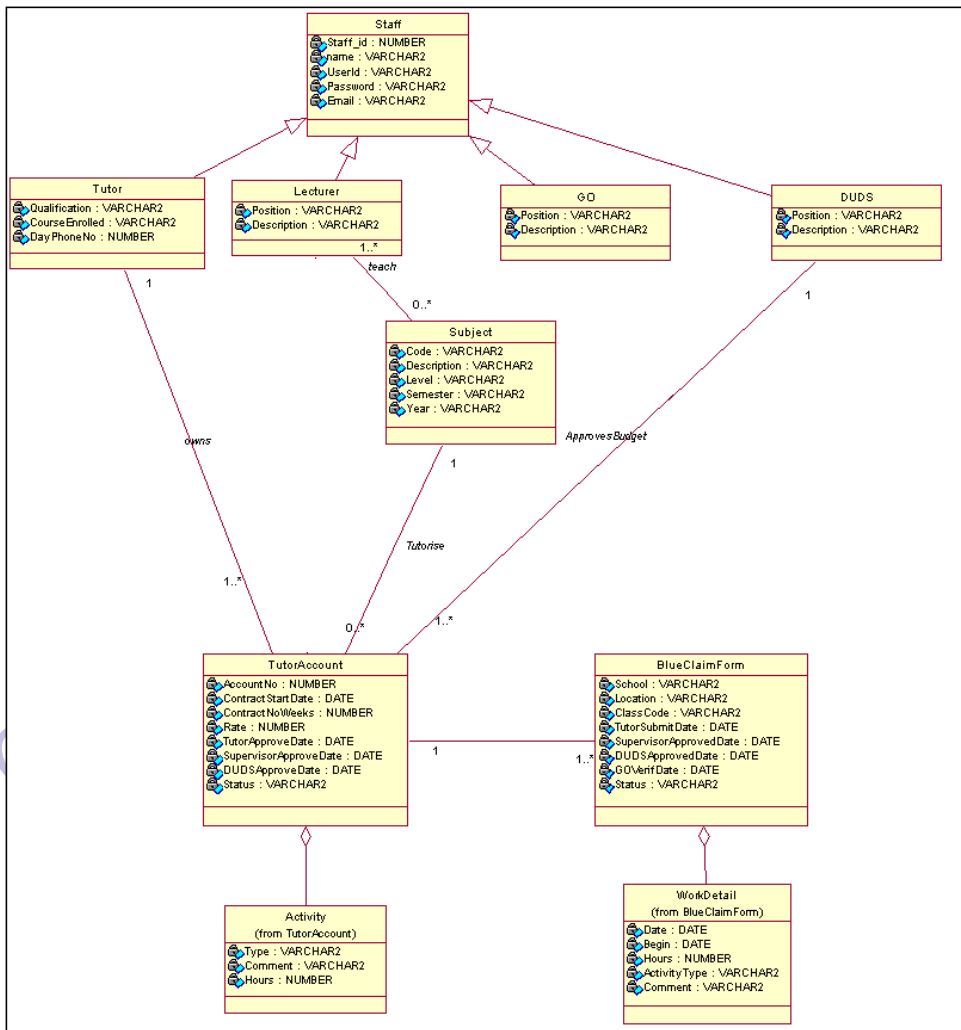 Staff
Staff_id : NUMBER
name : VARCHAR2
UserId : VARCHAR2
Password : VARCHAR2
Email : VARCHAR2
Tutor
Qualification : VARCHAR2
CourseEnrolled : VARCHAR2
DayPhoneNo : NUMBER
Lecturer
Position : VARCHAR2
Description : VARCHAR2
GO
Position : VARCHAR2
Description : VARCHAR2
DUDS
Position : VARCHAR2
Description : VARCHAR2
1..*
teach
0..*
1
1
Subject
Code : VARCHAR2
Description : VARCHAR2
Level : VARCHAR2
Semester : VARCHAR2
Year : VARCHAR2
owns
ApprovesBudget
1
Tutorise
1..*
0..*
1..*
TutorAccount
AccountNo : NUMBER
ContractStartDate : DATE
ContractNoWeeks : NUMBER
Rate : NUMBER
TutorApproveDate : DATE
SupervisorApproveDate : DATE
DUDSApproveDate : DATE
Status : VARCHAR2
1
1..*
BlueClaimForm
School : VARCHAR2
Location : VARCHAR2
ClassCode : VARCHAR2
TutorSubmitDate : DATE
SupervisorApprovedDate : DATE
DUDSApprovedDate : DATE
GOVerifDate : DATE
Status : VARCHAR2
Activity
(from TutorAccount)
Type : VARCHAR2
Comment : VARCHAR2
Hours : NUMBER
WorkDetail
(from BlueClaimForm)
Date : DATE
Begin : DATE
Hours : NUMBER
ActivityType : VARCHAR2
Comment : VARCHAR2